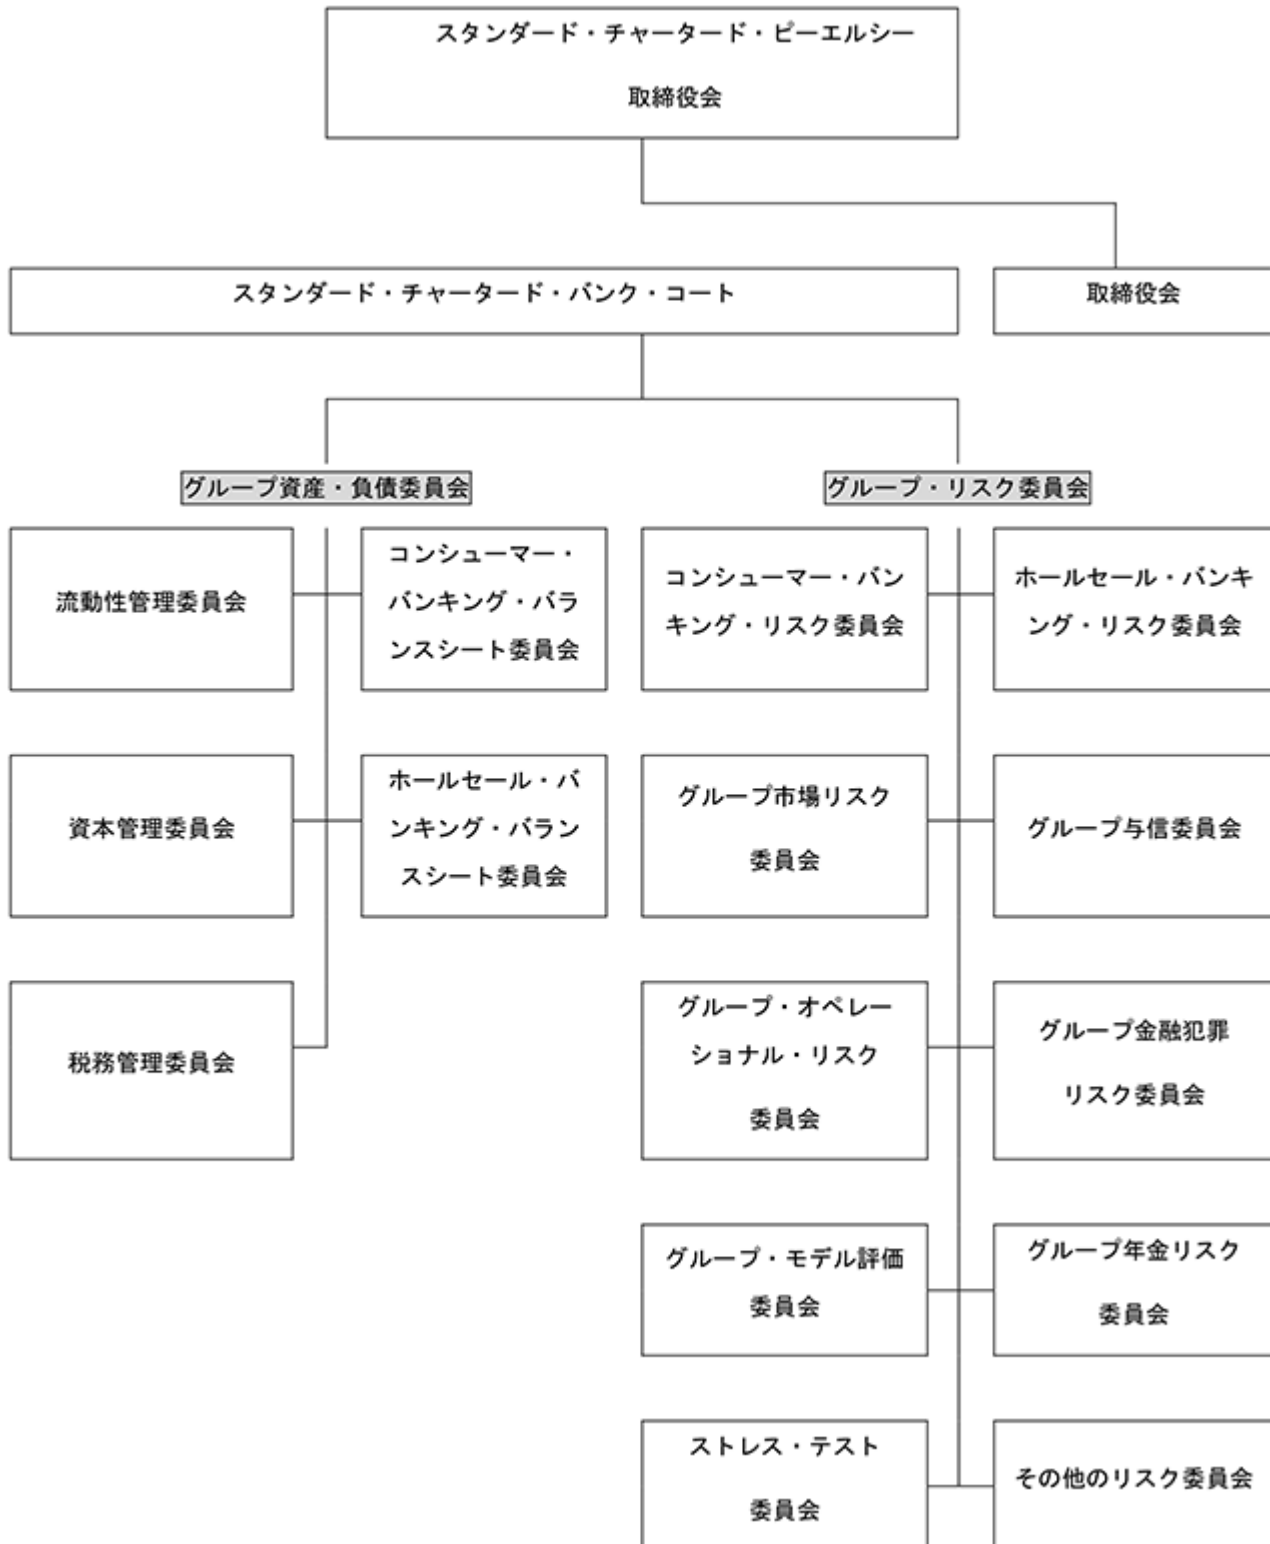 スタンダード・チャータード・ピーエルシー
取締役会
スタンダード・チャータード・バンク・コート
取締役会
グループ資産・負債委員会
グループ・リスク委員会
流動性管理委員会
コンシューマー・
バンキング・バラ
ンスシート委員会
コンシューマー・バン
キング・リスク委員会
ホールセール・バンキ
ング・リスク委員会
資本管理委員会
ホールセール・バ
ンキング・バラン
スシート委員会
グループ市場リスク
委員会
グループ与信委員会
税務管理委員会
グループ・オペレー
ショナル・リスク
委員会
グループ金融犯罪
リスク委員会
グループ・モデル評価
委員会
グループ年金リスク
委員会
ストレス・テスト
委員会
その他のリスク委員会